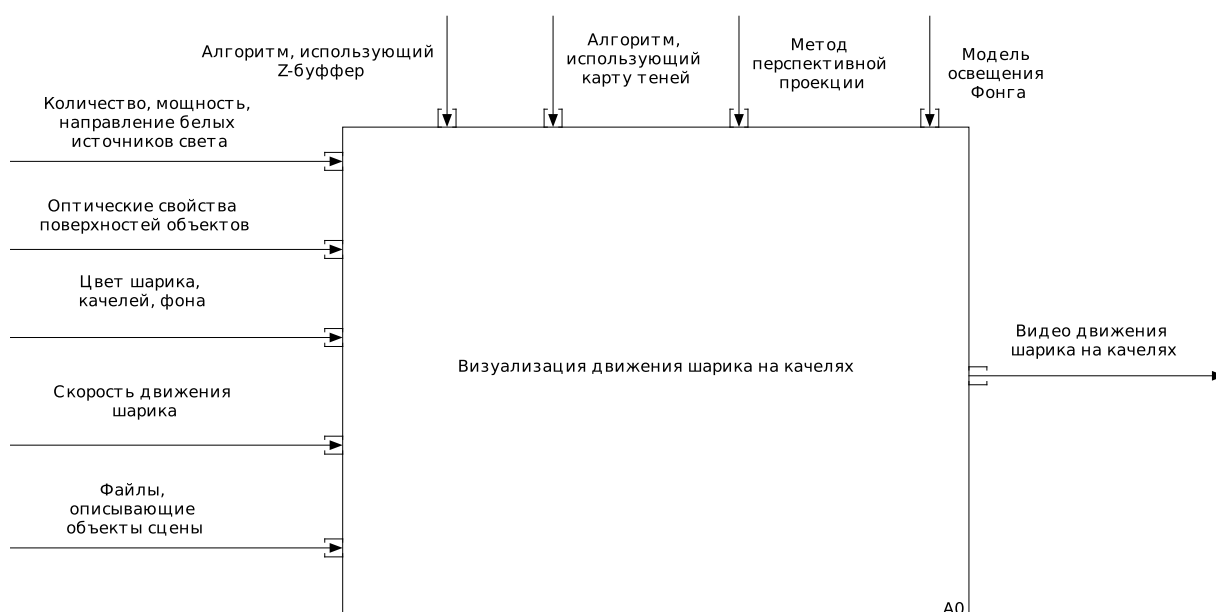 Алгоритм, использующий
Z-буффер
Алгоритм,
использующий
карту теней
Метод
перспективной
проекции
Модель
освещения
Фонга
Количество, мощность,
направление белых
источников света
Оптические свойства
поверхностей объектов
Цвет шарика,
качелей, фона
Скорость движения
шарика
Файлы,
описывающие
объекты сцены
Визуализация движения шарика на качелях
Видео движения
шарика на качелях
A0